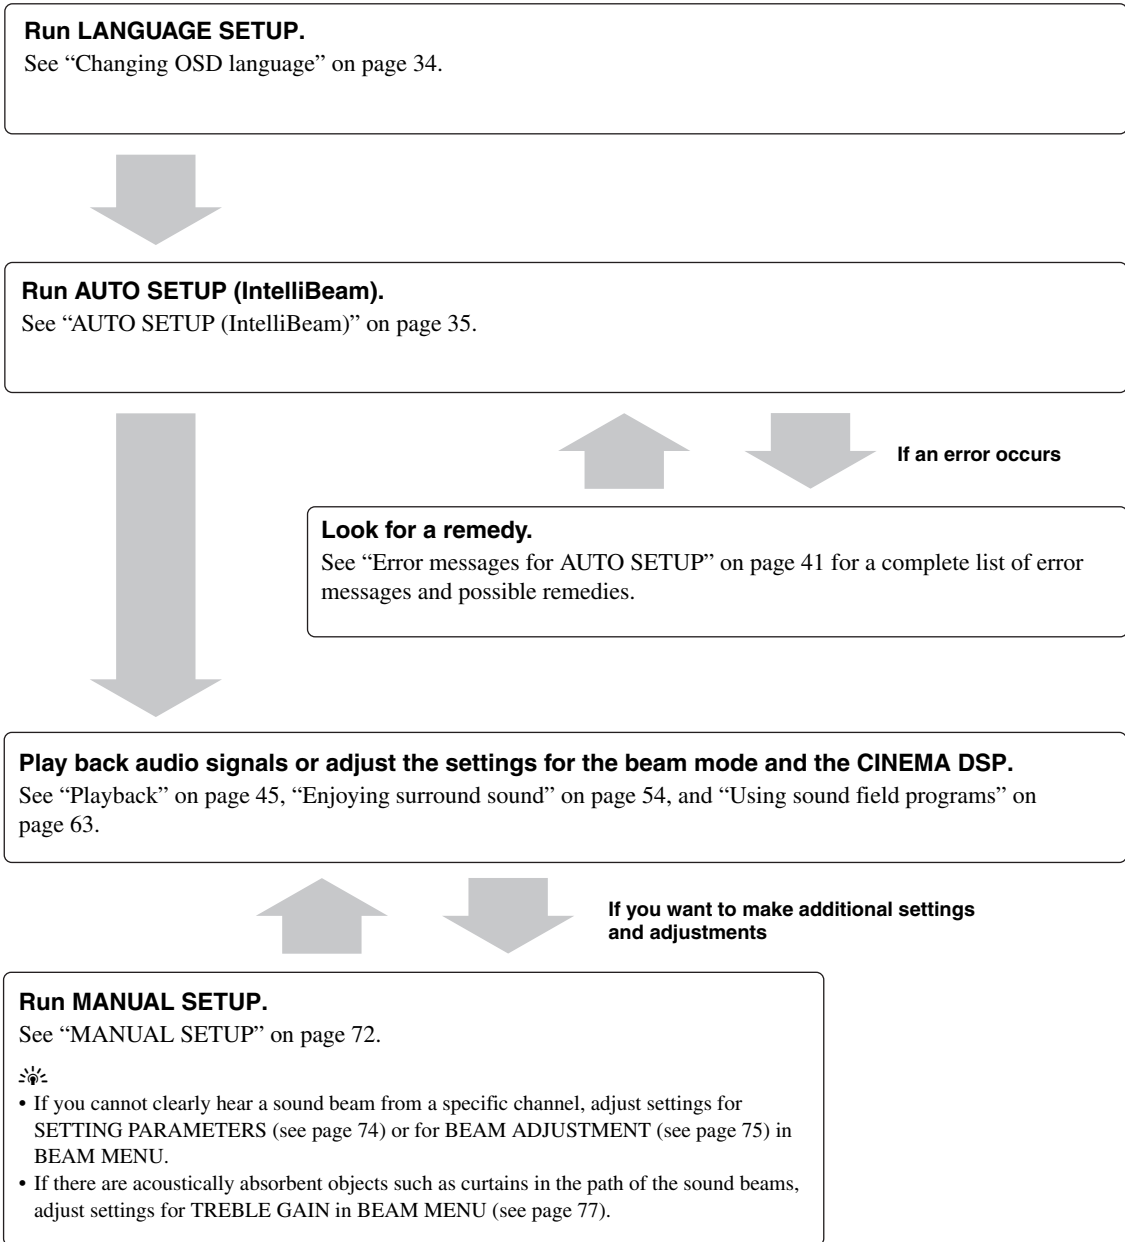 Run LANGUAGE SETUP.
See “Changing OSD language” on page 34.
Run AUTO SETUP (IntelliBeam).
See “AUTO SETUP (IntelliBeam)” on page 35.
If an error occurs
Look for a remedy.
See “Error messages for AUTO SETUP” on page 41 for a complete list of error
messages and possible remedies.
Play back audio signals or adjust the settings for the beam mode and the CINEMA DSP.
See “Playback” on page 45, “Enjoying surround sound” on page 54, and “Using sound field programs” on
page 63.
If you want to make additional settings
and adjustments
Run MANUAL SETUP.
See “MANUAL SETUP” on page 72.
• If you cannot clearly hear a sound beam from a specific channel, adjust settings for
SETTING PARAMETERS (see page 74) or for BEAM ADJUSTMENT (see page 75) in
BEAM MENU.
• If there are acoustically absorbent objects such as curtains in the path of the sound beams,
adjust settings for TREBLE GAIN in BEAM MENU (see page 77).